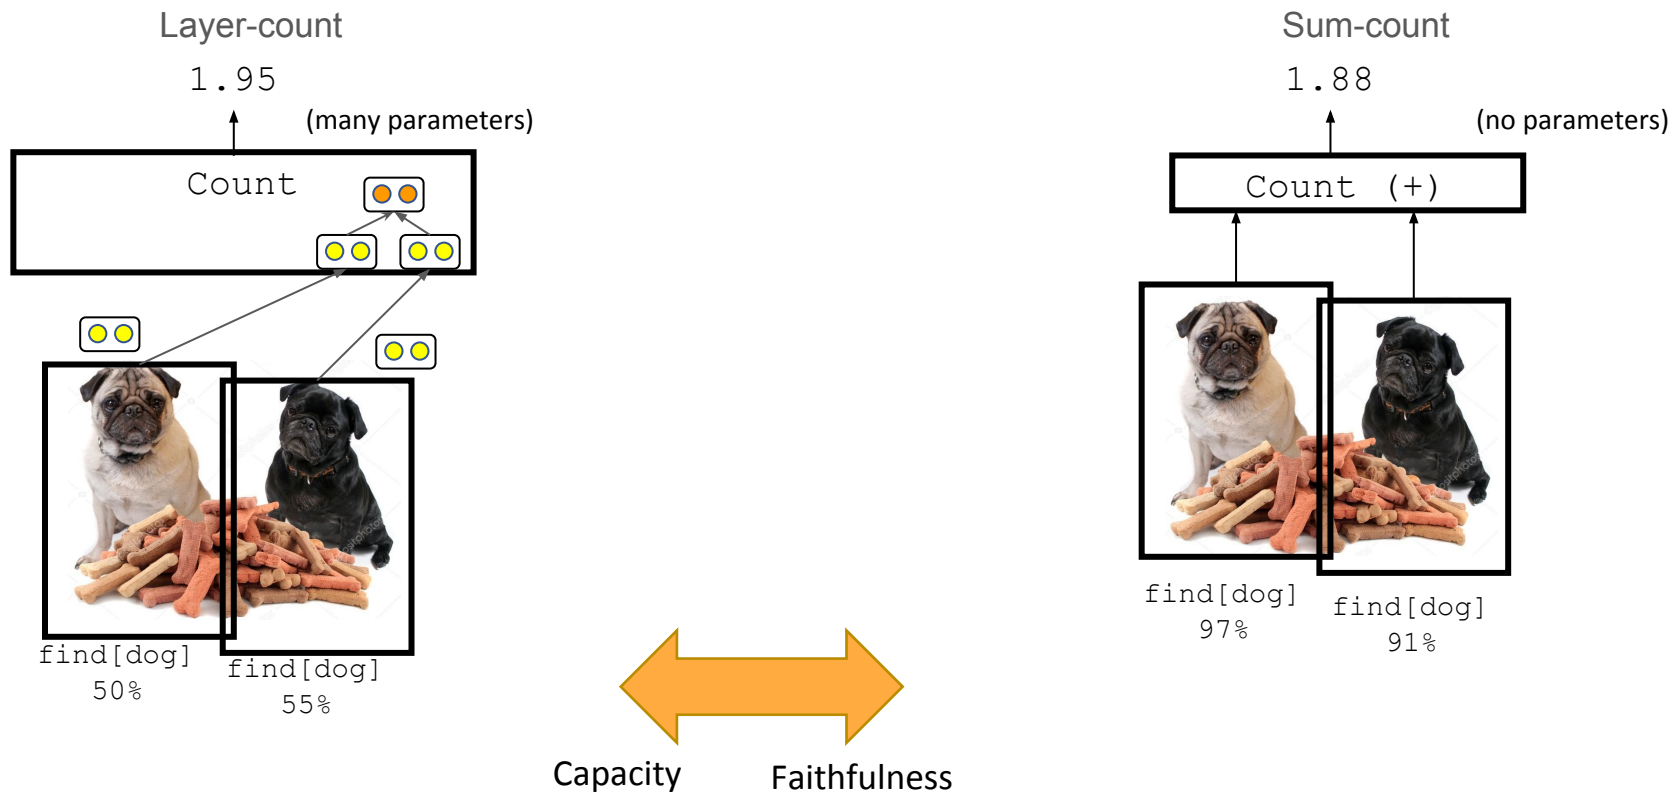 Layer-count
1.95
(many parameters)
Count
find[dog]
50%
find[dog]
55%
Capacity
Faithfulness
Sum-count
1.88
(no parameters)
Count (+)
find[dog]
97%
find[dog]
91%